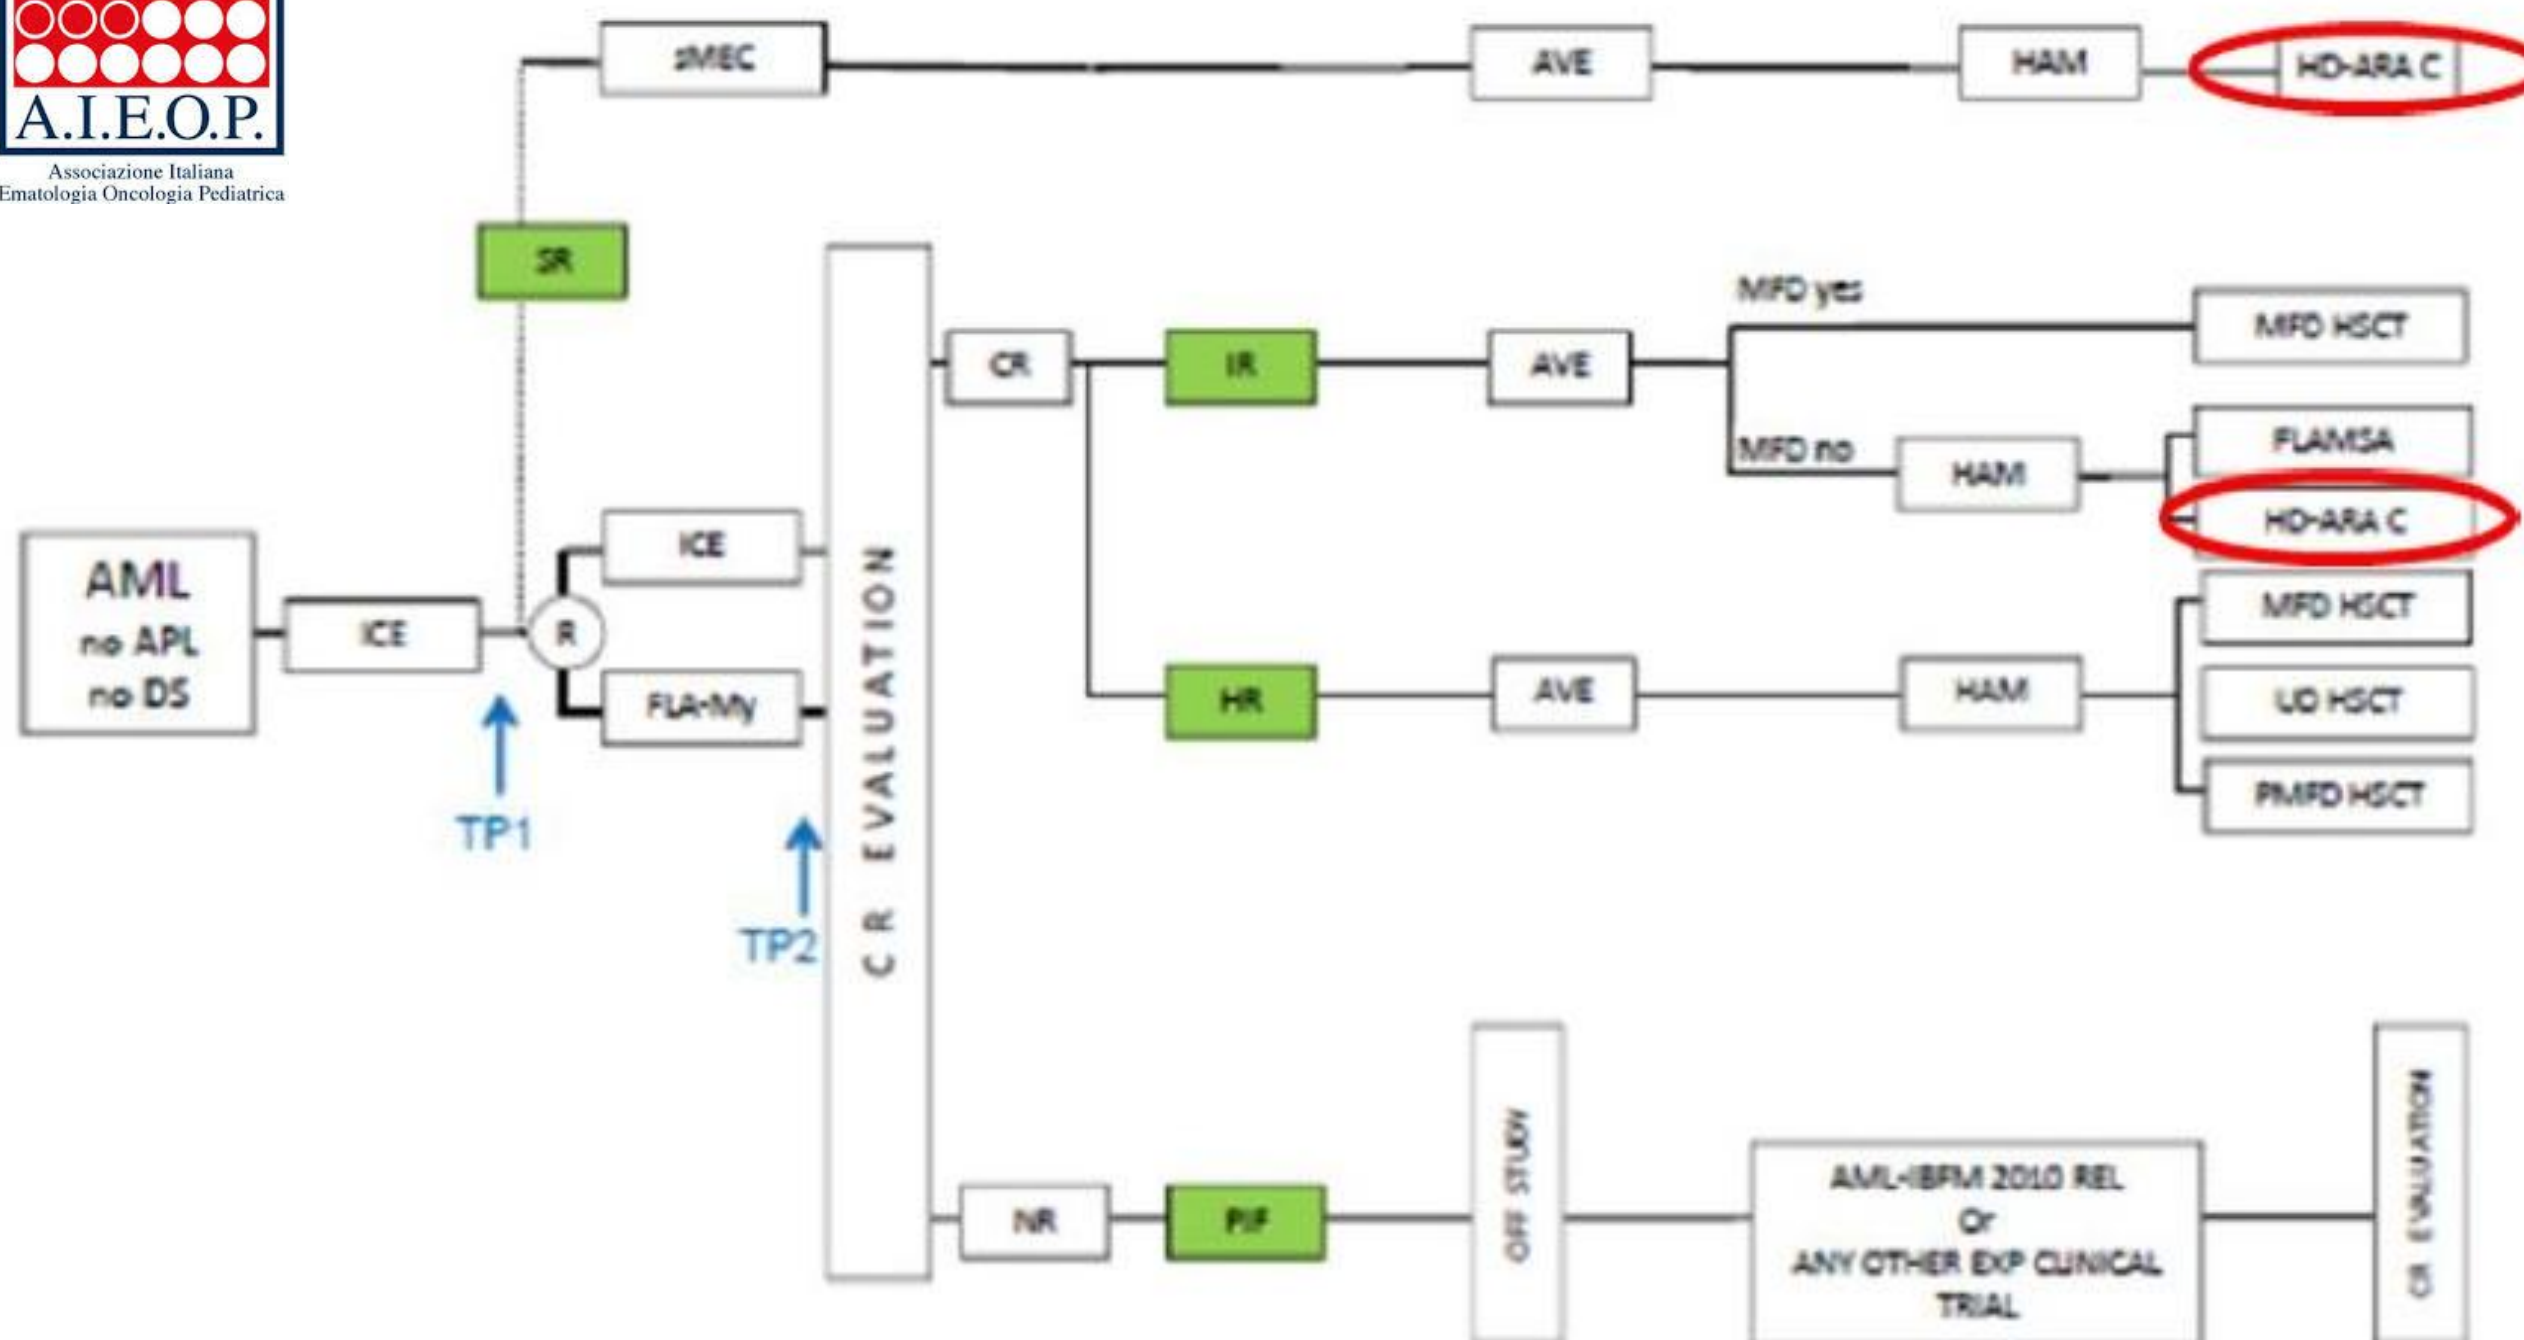 A.I.E.O.P.
Associazione Italiana
Ematologia Oncologia Pediatrica
sMEC
AVE
HAM
HD-ARA C
SR
CR
IR
AVE
MFD yes
MFD HSCT
MFD no
HAM
FLAMSA
HD-ARA C
AML
no APL
no DS
ICE
R
ICE
FLA-My
TP1
TP2
CR EVALUATION
HR
AVE
HAM
MFD HSCT
UD HSCT
PMFD HSCT
NR
PIF
OFF STUDY
AML-IBFM 2010 REL
Or
ANY OTHER EXP CLINICAL
TRIAL
CR EVALUATION